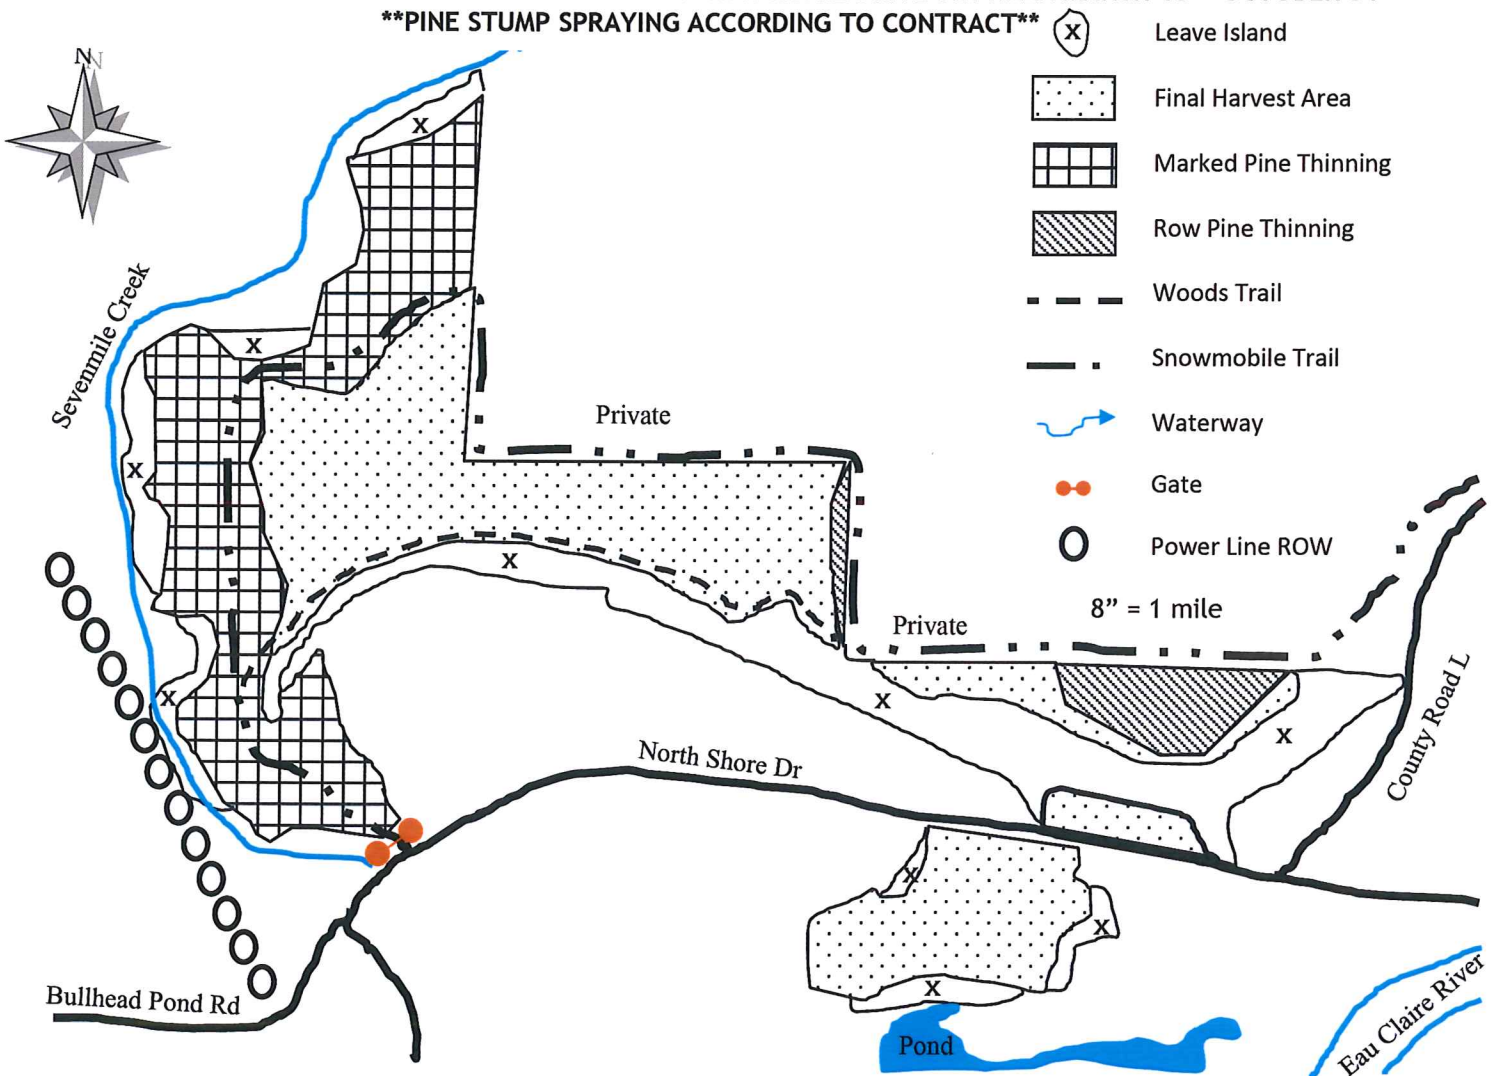 **PINE STUMP SPRAYING ACCORDING TO CONTRACT**
N
N
X
Leave Island
Final Harvest Area
Marked Pine Thinning
Row Pine Thinning
Woods Trail
Snowmobile Trail
Waterway
Gate
Power Line ROW
8” = 1 mile
X
Sevenmile Creek
X
Private
X
X
Private
X
X
X
County Road L
North Shore Dr
X
X
X
Bullhead Pond Rd
Pond
Eau Claire River